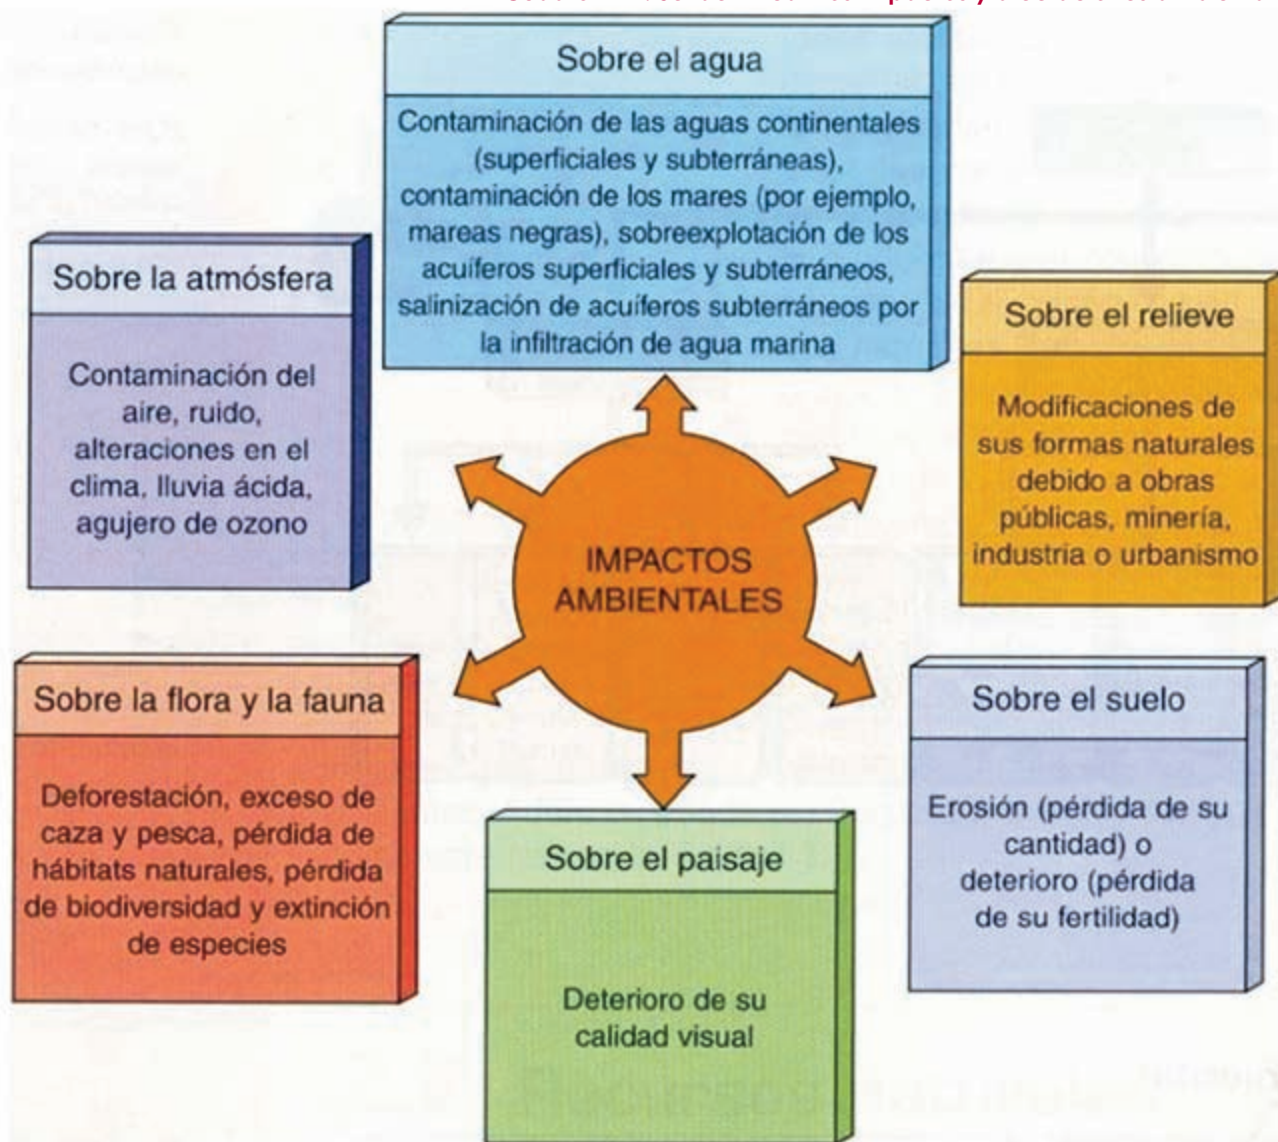 Sobre el agua
Contaminación de las aguas continentales
(superficiales y subterráneas),
contaminación de los mares (por ejemplo,
mareas negras), sobreexplotación de los
acuíferos superficiales y subterráneos,
salinización de acuíferos subterráneos por
la infiltración de agua marina
Sobre la atmósfera
Contaminación del
aire, ruido,
alteraciones en el
clima, lluvia ácida,
agujero de ozono
Sobre el relieve
Modificaciones de
sus formas naturales
debido a obras
públicas, minería,
industria o urbanismo
IMPACTOS
AMBIENTALES
Sobre la flora y la fauna
Deforestación, exceso de
caza y pesca, pérdida de
hábitats naturales, pérdida
de biodiversidad y extinción
de especies
Sobre el suelo
Erosión (pérdida de su
cantidad) o
deterioro (pérdida
de su fertilidad)
Sobre el paisaje
Deterioro de su
calidad visual